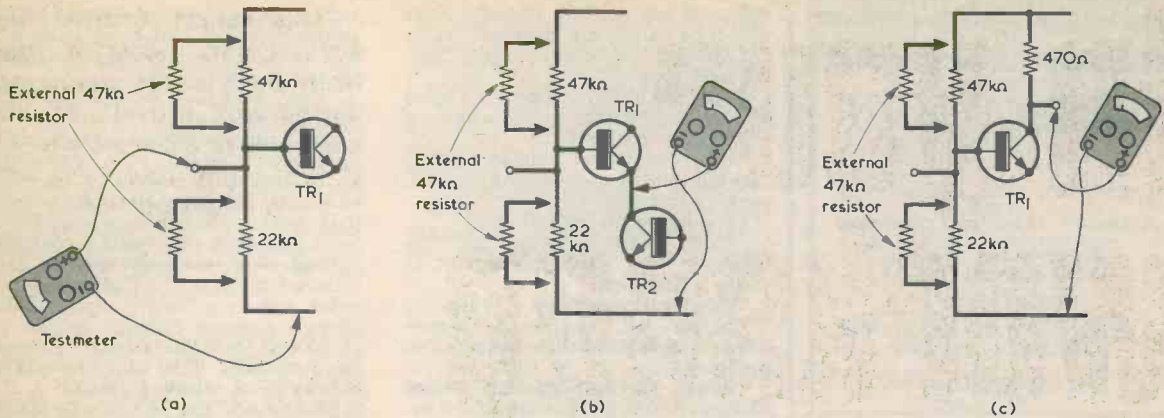 External 47kΩ
resistor
47kΩ
TR1
22kΩ
Testmeter
(a)
47kΩ
TR1
External
47kΩ
resistor
22
kΩ
TR2
(b)
47kΩ
470Ω
External
47kΩ
resistor
TR1
22kΩ
(c)